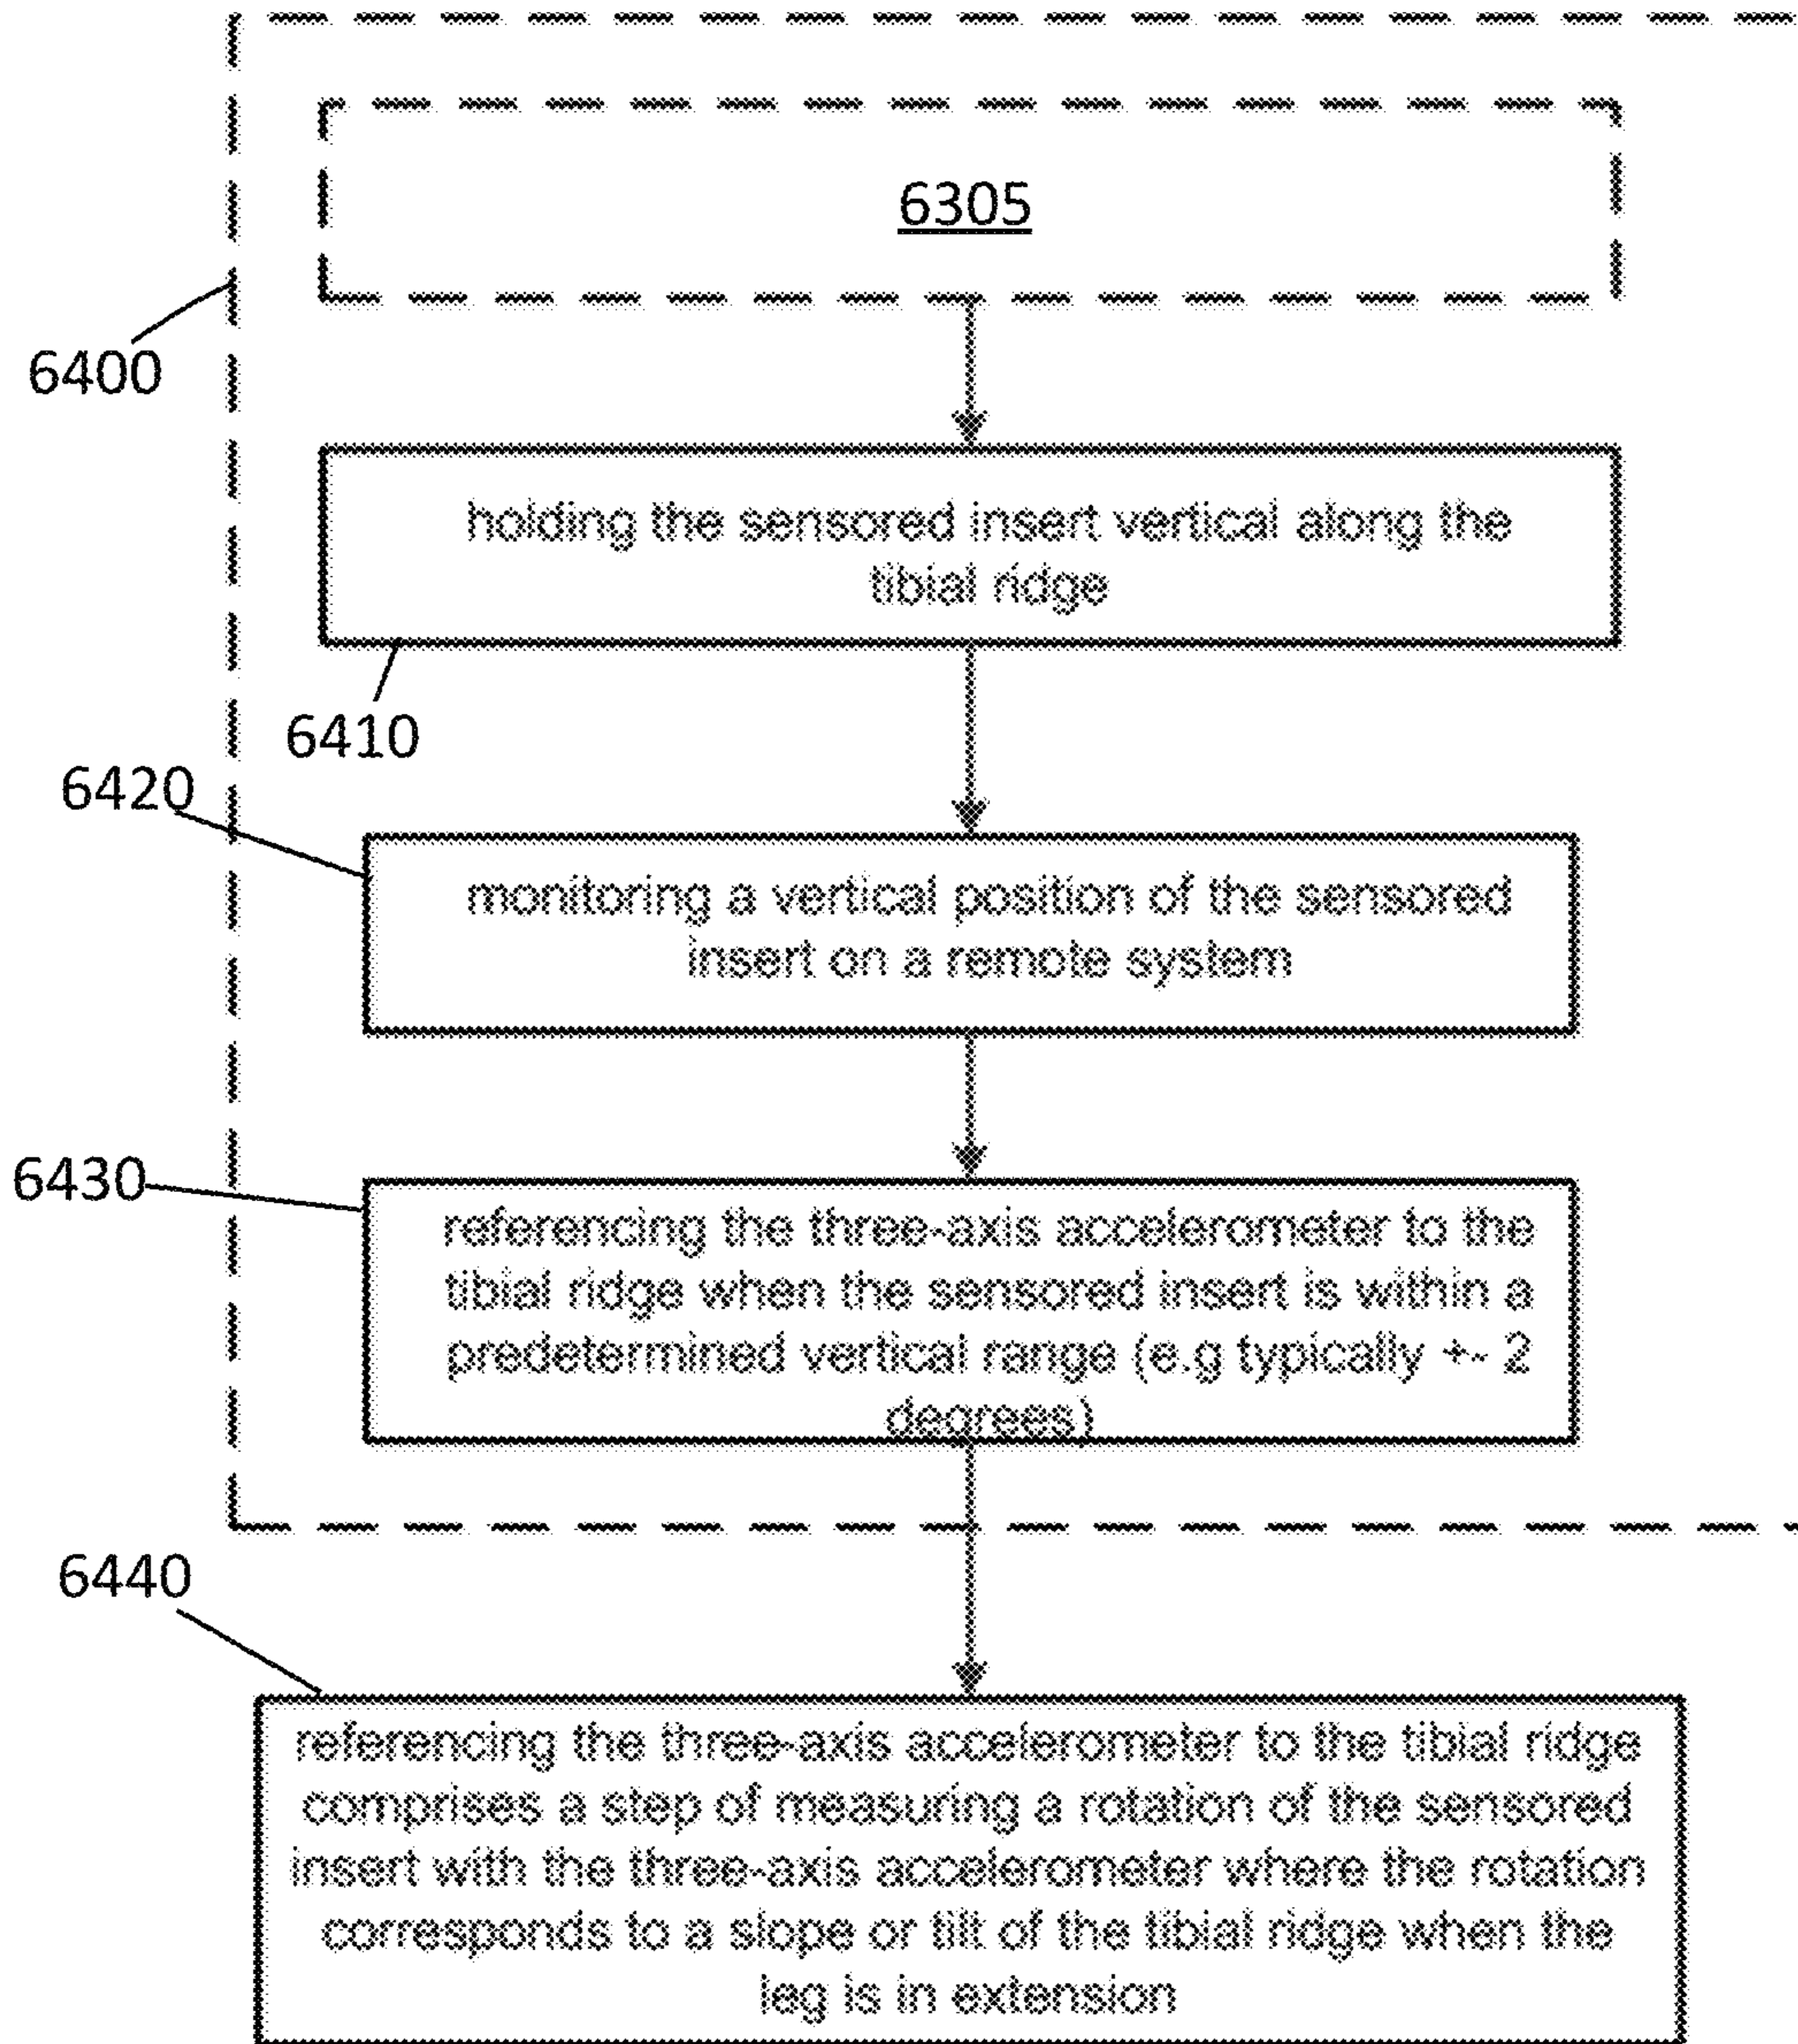 6305
6400
holding the sensored insert vertical along the
tibial ridge
6410
6420
monitoring a vertical position of the sensored
insert on a remote system
6430
referencing the three-axis accelerometer to the
tibial ridge when the sensored insert is within a
predetermined vertical range (e.g typically +- 2
degrees)
6440
referencing the three-axis accelerometer to the tibial ridge
comprises a step of measuring a rotation of the sensored
insert with the three-axis accelerometer where the rotation
corresponds to a slope or tilt of the tibial ridge when the
leg is in extension